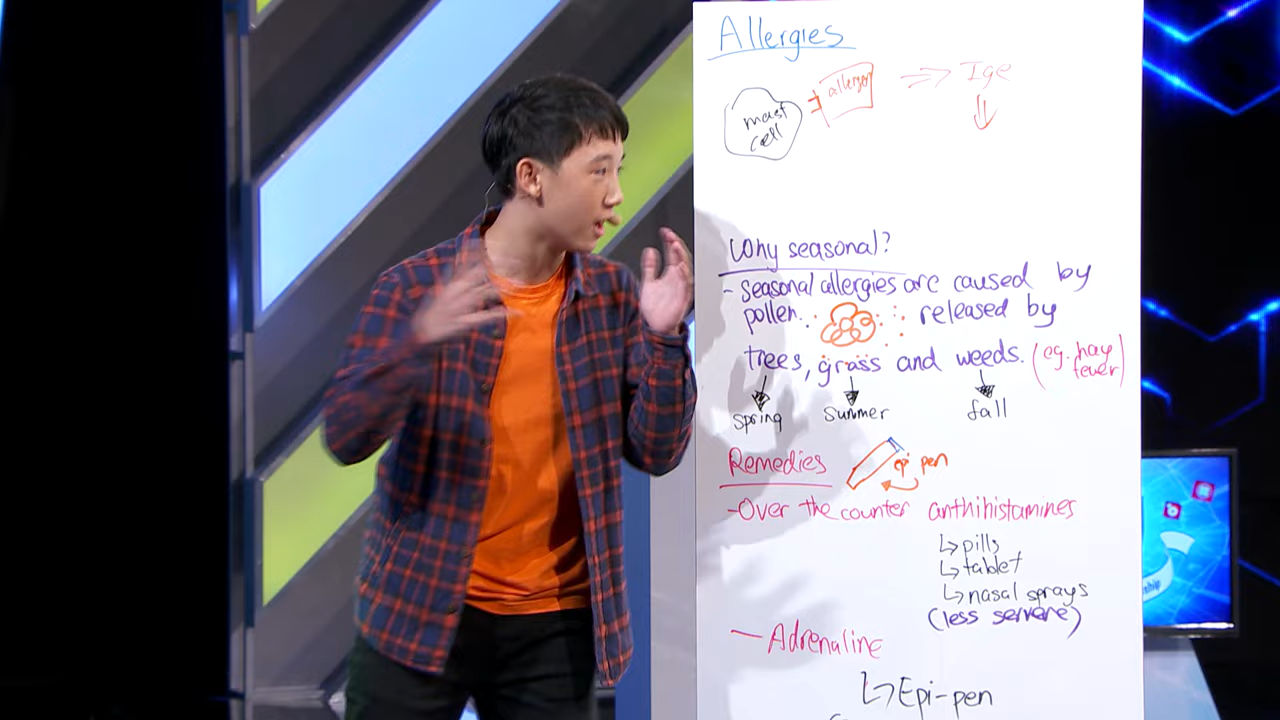 Allergies
mast cell
allergen
=> Ige
Why seasonal?
- seasonal allergies are caused by
pollen. released by
trees, grass and weeds. (eg. hay fever)
spring summer fall
Remedies
epi pen
-Over the counter anthihistamines
↳ pills
↳ tablet
↳ nasal sprays
(less servere)
- Adrenaline
↳ Epi-pen